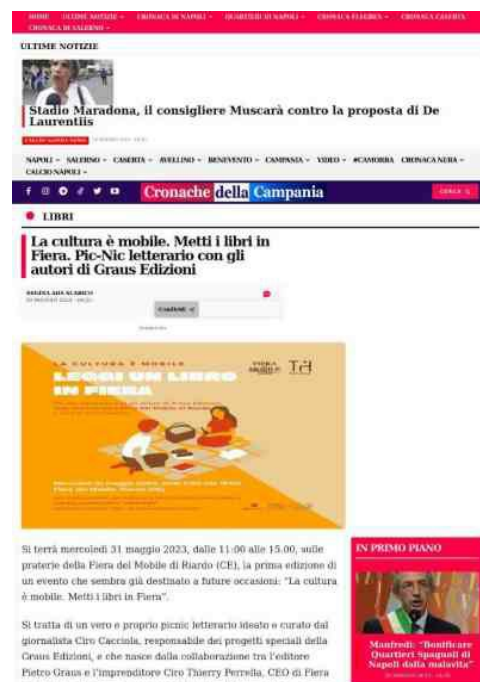 HOME ULTIME NOTIZIE CRONACA DI NAPOLI QUARTIERI DI NAPOLI CRONACA FLEGREA CRONACA CASERTA
CRONACA DI SALERNO
ULTIME NOTIZIE
Stadio Maradona, il consigliere Muscarà contro la proposta di De
Laurentiis
NAPOLI SALERNO CASERTA AVELLINO BENEVENTO CAMPANIA VIDEO #CAMORRA CRONACA NERA
CALCIO NAPOLI
Cronache della Campania
CERCA
LIBRI
La cultura è mobile. Metti i libri in
Fiera. Pic-Nic letterario con gli
autori di Graus Edizioni
REGINA ADA SCARICO
Condividi
LA CULTURA È MOBILE
LEGGI UN LIBRO
IN FIERA
Si terrà mercoledì 31 maggio 2023, dalle 11:00 alle 15.00, sulle
praterie della Fiera del Mobile di Riardo (CE), la prima edizione di
un evento che sembra già destinato a future occasioni: "La cultura
è mobile. Metti i libri in Fiera".
Si tratta di un vero e proprio picnic letterario ideato e curato dal
giornalista Ciro Cacciola, responsabile dei progetti speciali della
Graus Edizioni, e che nasce dalla collaborazione tra l'editore
Pietro Graus e l'imprenditore Ciro Thierry Perrella, CEO di Fiera
IN PRIMO PIANO
Manfredi: "Bonificare
Quartieri Spagnoli di
Napoli dalla malavita"